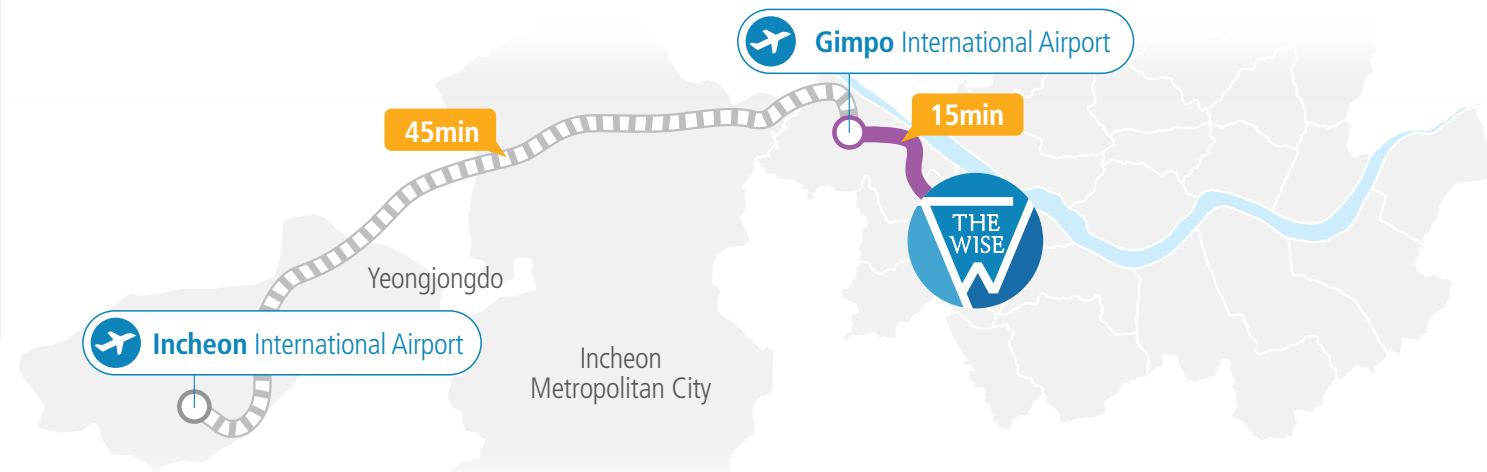 Gimpo International Airport
45min
15min
THE
WISE
Yeongjongdo
Incheon International Airport
Incheon
Metropolitan City